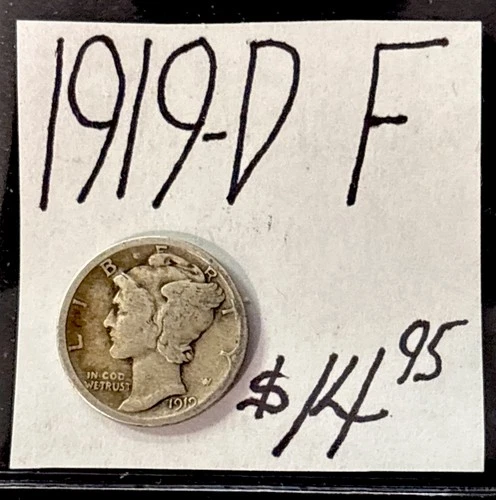 1919-D F
LIBERTY
IN GOD
WE TRUST
1919
$14.95